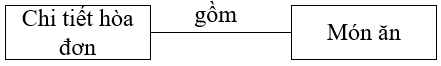 Chi tiết hòa
đơn
gồm
Món ăn